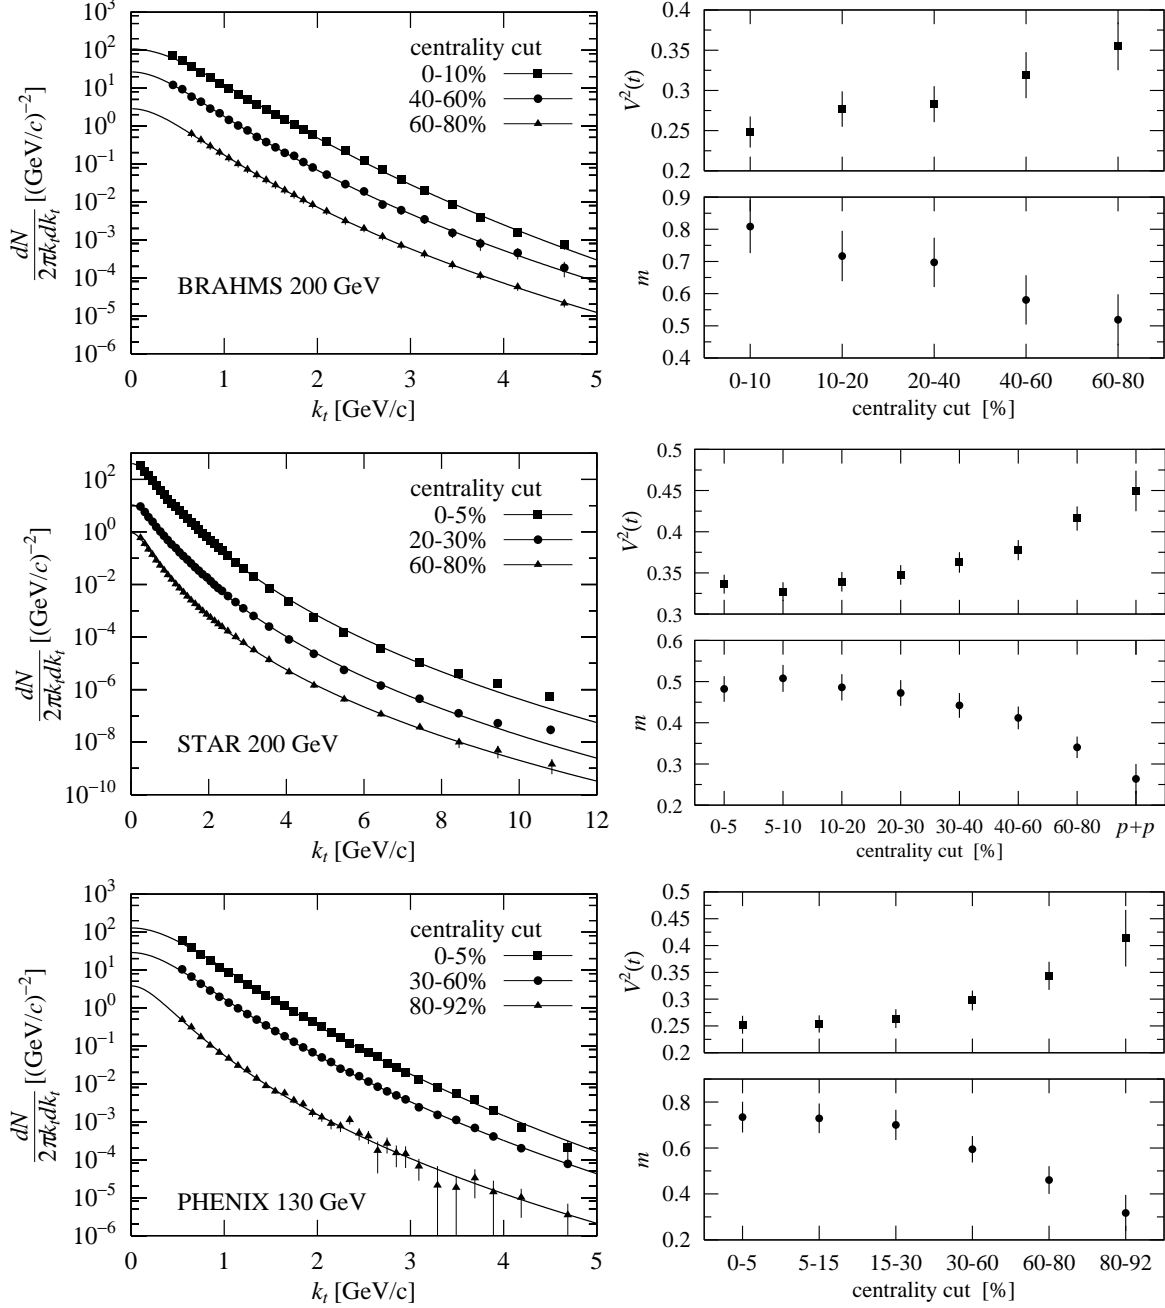 10^3
10^2
10^1
10^0
10^−1
10^−2
10^−3
10^−4
10^−5
10^−6
dN
2πk_t dk_t
[(GeV/c)^−2]
centrality cut
0-10%
40-60%
60-80%
BRAHMS 200 GeV
0 1 2 3 4 5
k_t [GeV/c]
0.4
0.35
0.3
0.25
0.2
V^2(t)
0.9
0.8
0.7
0.6
0.5
0.4
m
0-10 10-20 20-40 40-60 60-80
centrality cut [%]
10^2
10^0
10^−2
10^−4
10^−6
10^−8
10^−10
dN
2πk_t dk_t
[(GeV/c)^−2]
centrality cut
0-5%
20-30%
60-80%
STAR 200 GeV
0 2 4 6 8 10 12
k_t [GeV/c]
0.5
0.45
0.4
0.35
0.3
V^2(t)
0.6
0.5
0.4
0.3
0.2
m
0-5 5-10 10-20 20-30 30-40 40-60 60-80 p+p
centrality cut [%]
10^3
10^2
10^1
10^0
10^−1
10^−2
10^−3
10^−4
10^−5
10^−6
dN
2πk_t dk_t
[(GeV/c)^−2]
centrality cut
0-5%
30-60%
80-92%
PHENIX 130 GeV
0 1 2 3 4 5
k_t [GeV/c]
0.5
0.45
0.4
0.35
0.3
0.25
0.2
V^2(t)
0.8
0.6
0.4
0.2
m
0-5 5-15 15-30 30-60 60-80 80-92
centrality cut [%]